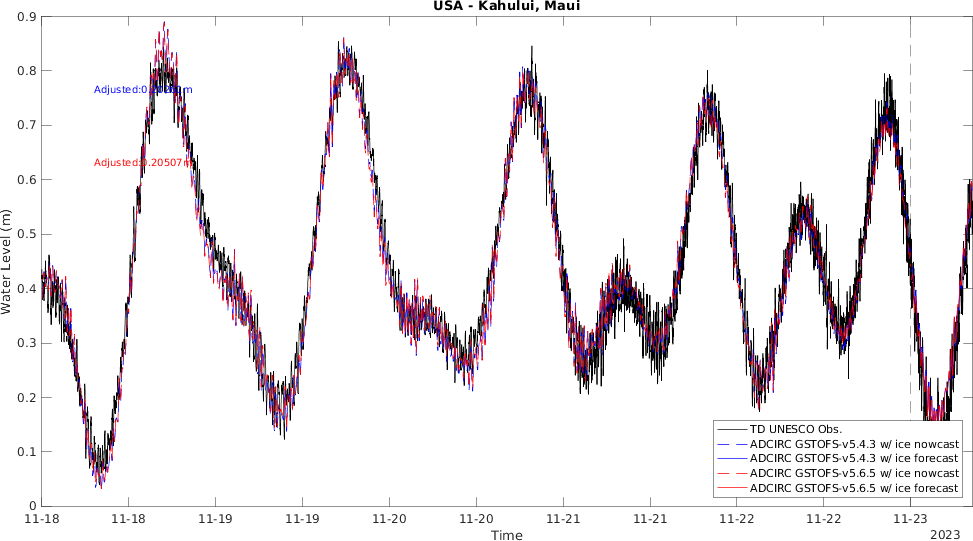 USA - Kahului, Maui
0.9
0.8
Adjusted:0.
m
0.7
Adjusted:0.20507m
0.6
0.5
0.4
0.3
0.2
0.1
0
Water Level (m)
TD UNESCO Obs.
ADCIRC GSTOFS-v5.4.3 w/ ice nowcast
ADCIRC GSTOFS-v5.4.3 w/ ice forecast
ADCIRC GSTOFS-v5.6.5 w/ ice nowcast
ADCIRC GSTOFS-v5.6.5 w/ ice forecast
11-18 11-18 11-19 11-19 11-20 11-20 11-21 11-21 11-22 11-22 11-23
Time
2023